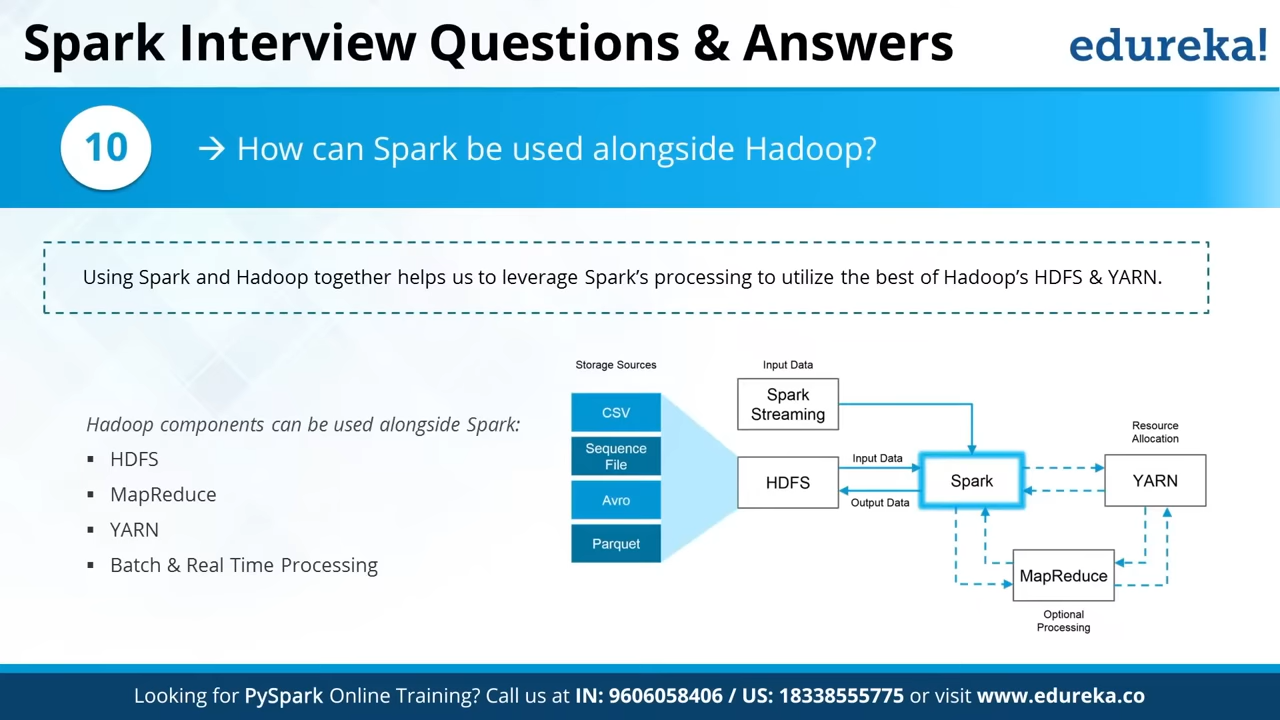 Spark Interview Questions & Answers
edureka!
10
→ How can Spark be used alongside Hadoop?
Using Spark and Hadoop together helps us to leverage Spark’s processing to utilize the best of Hadoop’s HDFS & YARN.
Hadoop components can be used alongside Spark:
▪ HDFS
▪ MapReduce
▪ YARN
▪ Batch & Real Time Processing
Storage Sources
CSV
Sequence
File
Avro
Parquet
Input Data
Spark
Streaming
HDFS
Input Data
Output Data
Spark
Resource
Allocation
YARN
MapReduce
Optional
Processing
Looking for PySpark Online Training? Call us at IN: 9606058406 / US: 18338555775 or visit www.edureka.co